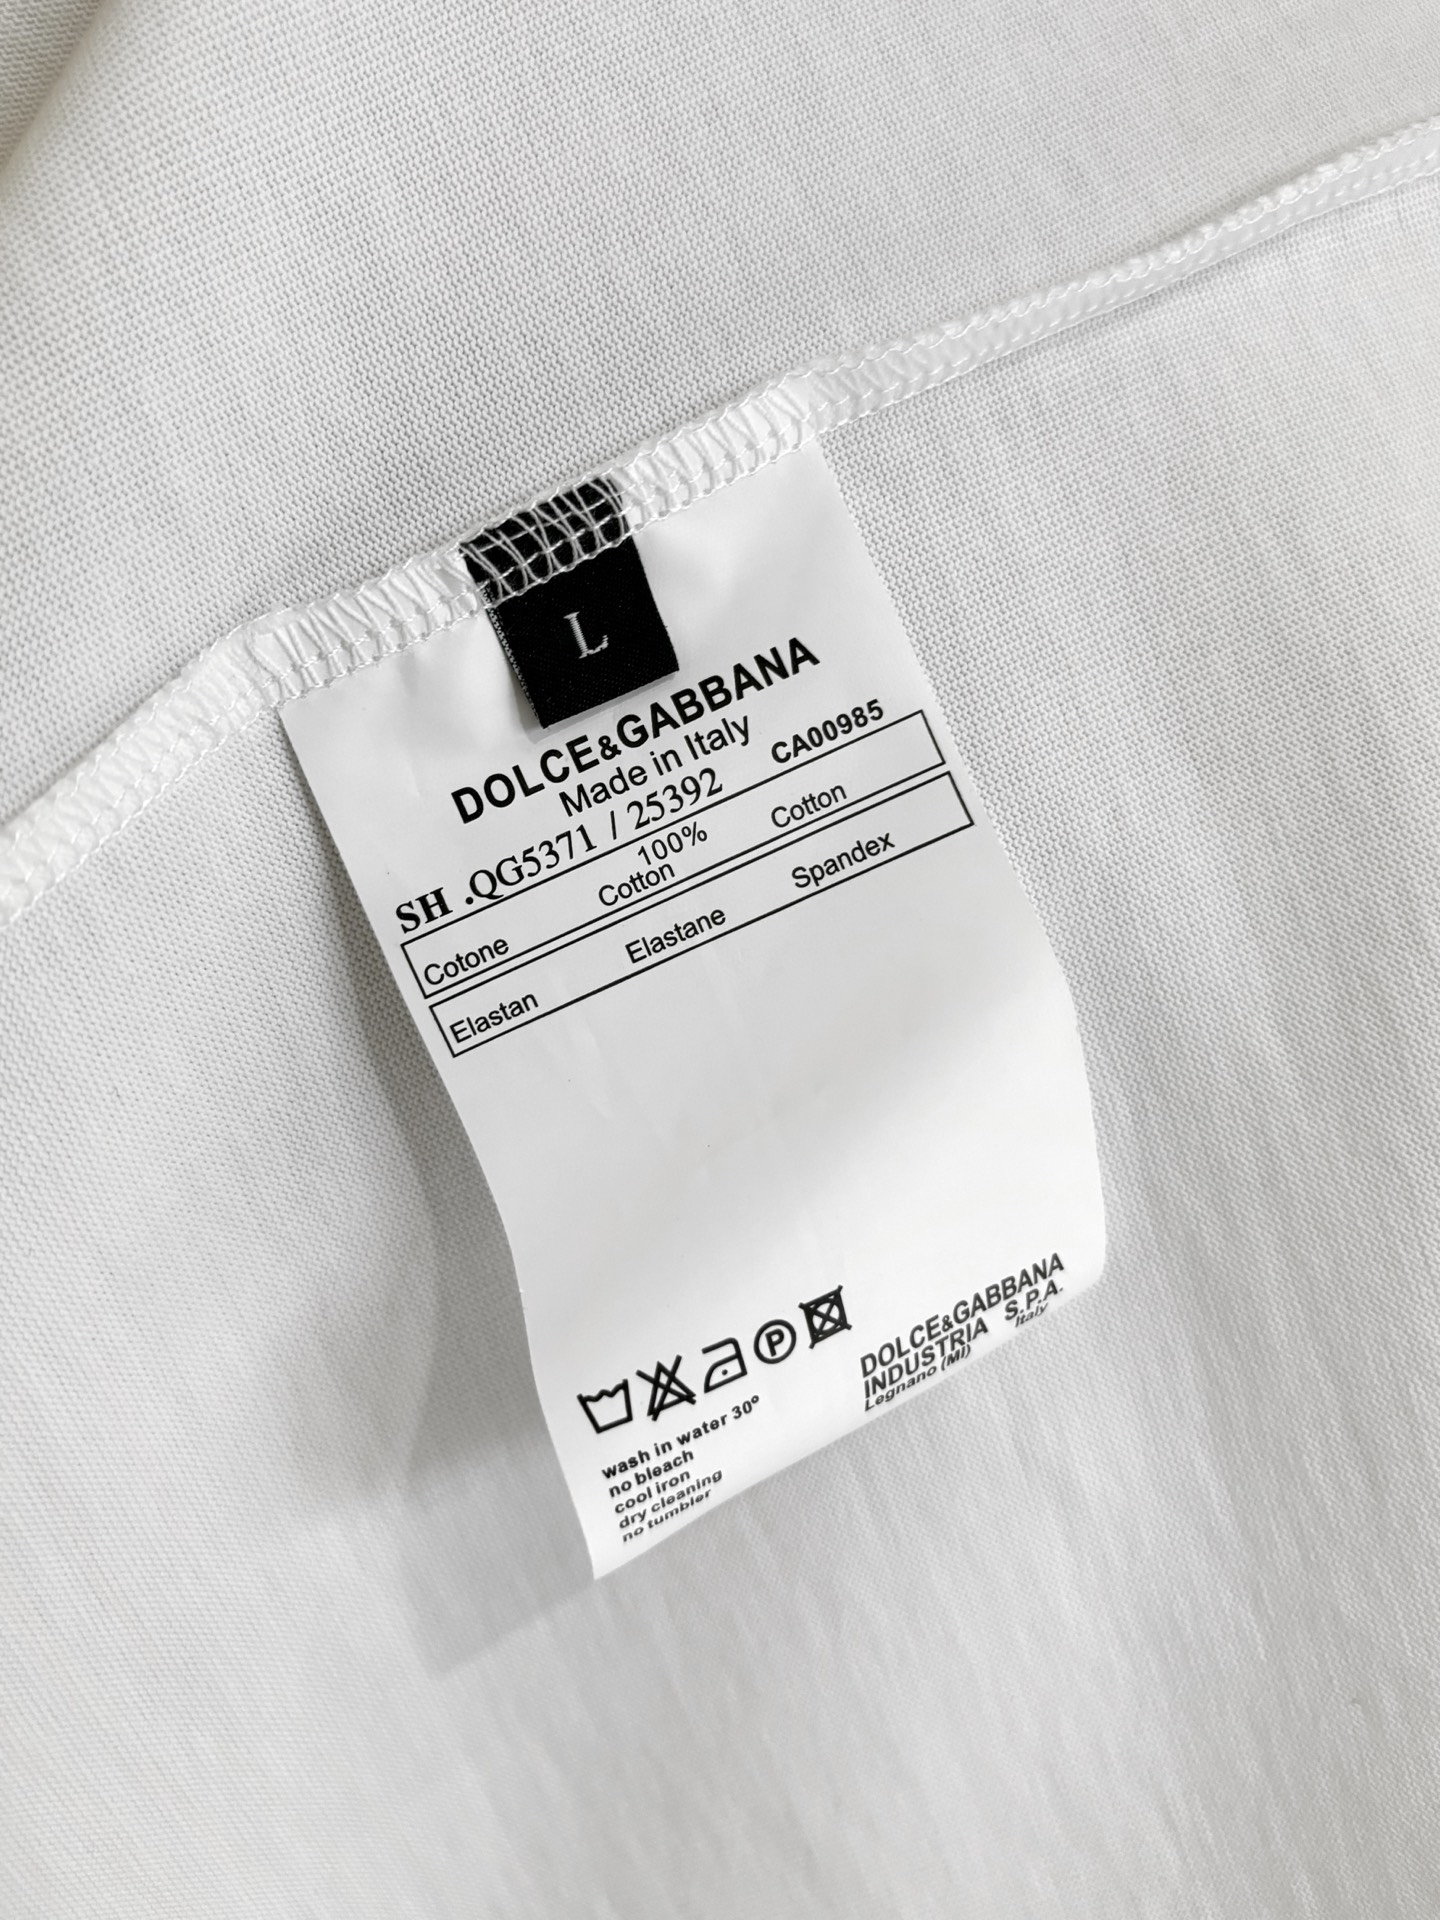 L
DOLCE&GABBANA
Made in Italy
SH .QG5371 / 25392 CA00985
100%
Cotone Cotton Cotton
Elastan Elastane Spandex
P
wash in water 30°
no bleach
cool iron
dry cleaning
no tumbler
DOLCE&GABBANA
INDUSTRIA S.P.A.
Legnano (MI) Italy